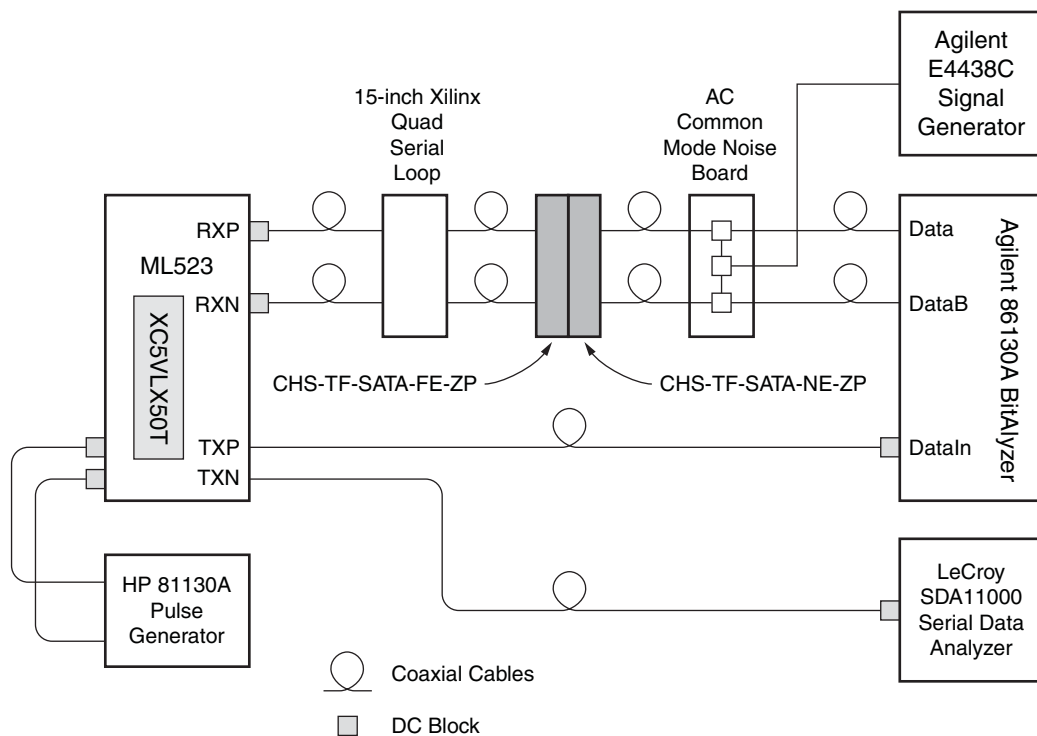 Agilent
E4438C
Signal
Generator
15-inch Xilinx
Quad
Serial
Loop
AC
Common
Mode Noise
Board
RXP
ML523
RXN
XC5VLX50T
TXP
TXN
Data
DataB
DataIn
Agilent 86130A BitAlyzer
CHS-TF-SATA-FE-ZP
CHS-TF-SATA-NE-ZP
HP 81130A
Pulse
Generator
LeCroy
SDA11000
Serial Data
Analyzer
Coaxial Cables
DC Block